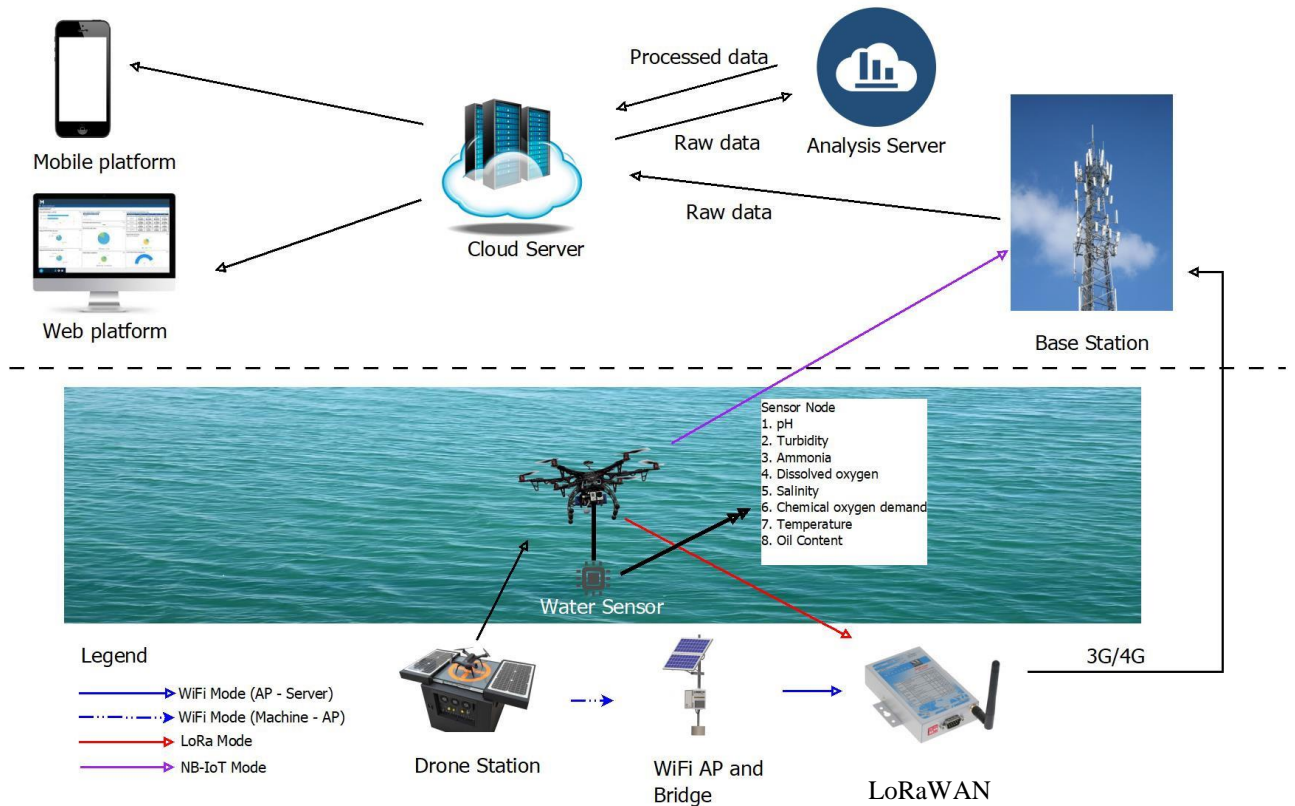 Processed data
Mobile platform
Raw data
Analysis Server
Raw data
Cloud Server
Web platform
Base Station
Sensor Node
1. pH
2. Turbidity
3. Ammonia
4. Dissolved oxygen
5. Salinity
6. Chemical oxygen demand
7. Temperature
8. Oil Content
Water Sensor
Legend
WiFi Mode (AP - Server)
WiFi Mode (Machine - AP)
LoRa Mode
NB-IoT Mode
3G/4G
Drone Station
WiFi AP and
Bridge
LoRaWAN